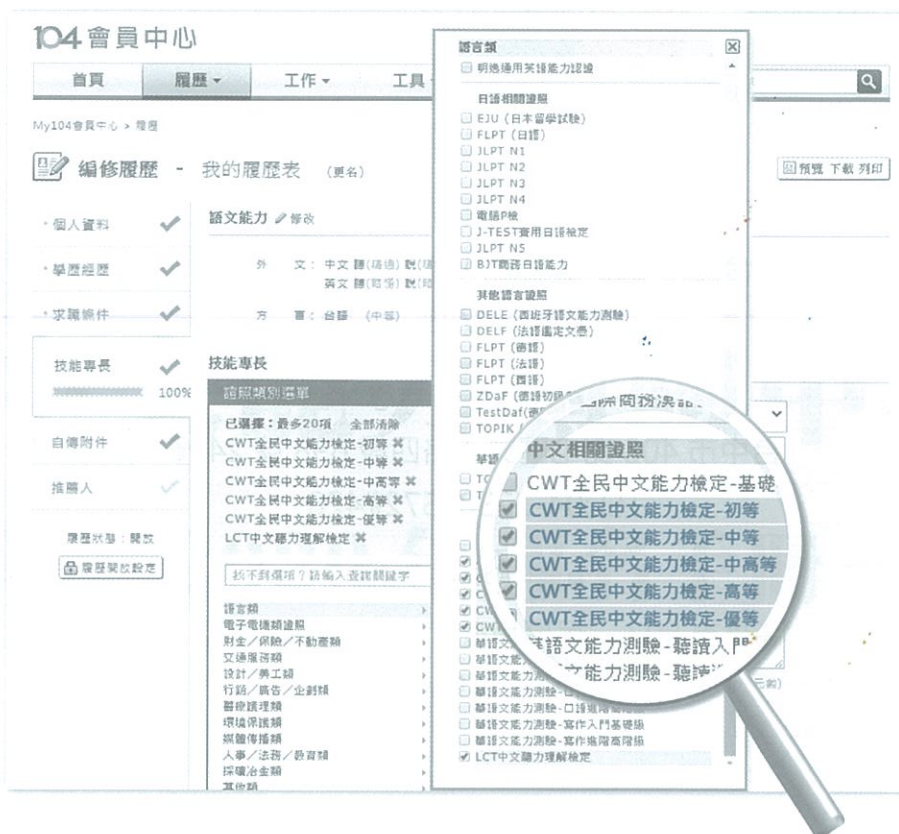 104會員中心
首頁
履歷
工作
工具
My104會員中心 > 履歷
編修履歷 - 我的履歷表 (更名)
預覽 下載 列印
個人資料
學歷經歷
求職條件
技能專長
100%
自傳附件
推薦人
履歷狀態:開放
履歷開放設定
語文能力 修改
外 文: 中文 聽(精通) 說(
英文 聽(略懂) 說(
方 言: 台語 (中等)
技能專長
證照類別選單
已選擇:最多20項 全部清除
CWT全民中文能力檢定-初等 ✖
CWT全民中文能力檢定-中等 ✖
CWT全民中文能力檢定-中高等 ✖
CWT全民中文能力檢定-高等 ✖
CWT全民中文能力檢定-優等 ✖
LCT中文聽力理解檢定 ✖
找不到選項?請輸入查詢關鍵字
語言類
電子電機類證照
財金/保險/不動產類
交通服務類
設計/美工類
行銷/廣告/企劃類
醫療護理類
環境保護類
媒體傳播類
人事/法務/教育類
採礦冶金類
其他類
語言類
明逸通用英語能力認證
日語相關證照
EJU (日本留學試驗)
FLPT (日語)
JLPT N1
JLPT N2
JLPT N3
JLPT N4
電腦P檢
J-TEST實用日語檢定
JLPT N5
BJT商務日語能力
其他語言證照
DELE (西班牙語文能力測驗)
DELF (法語鑑定文憑)
FLPT (德語)
FLPT (法語)
FLPT (西語)
ZDaF (德語初級
TestDaf(德
TOPIK
華語
中文相關證照
CWT全民中文能力檢定-基礎
CWT全民中文能力檢定-初等
CWT全民中文能力檢定-中等
CWT全民中文能力檢定-中高等
CWT全民中文能力檢定-高等
CWT全民中文能力檢定-優等
華語文能力測驗-聽讀入門
文能力測驗-聽讀
華語文能力測驗-口語進階高階級
華語文能力測驗-寫作入門基礎級
華語文能力測驗-寫作進階高階級
LCT中文聽力理解檢定